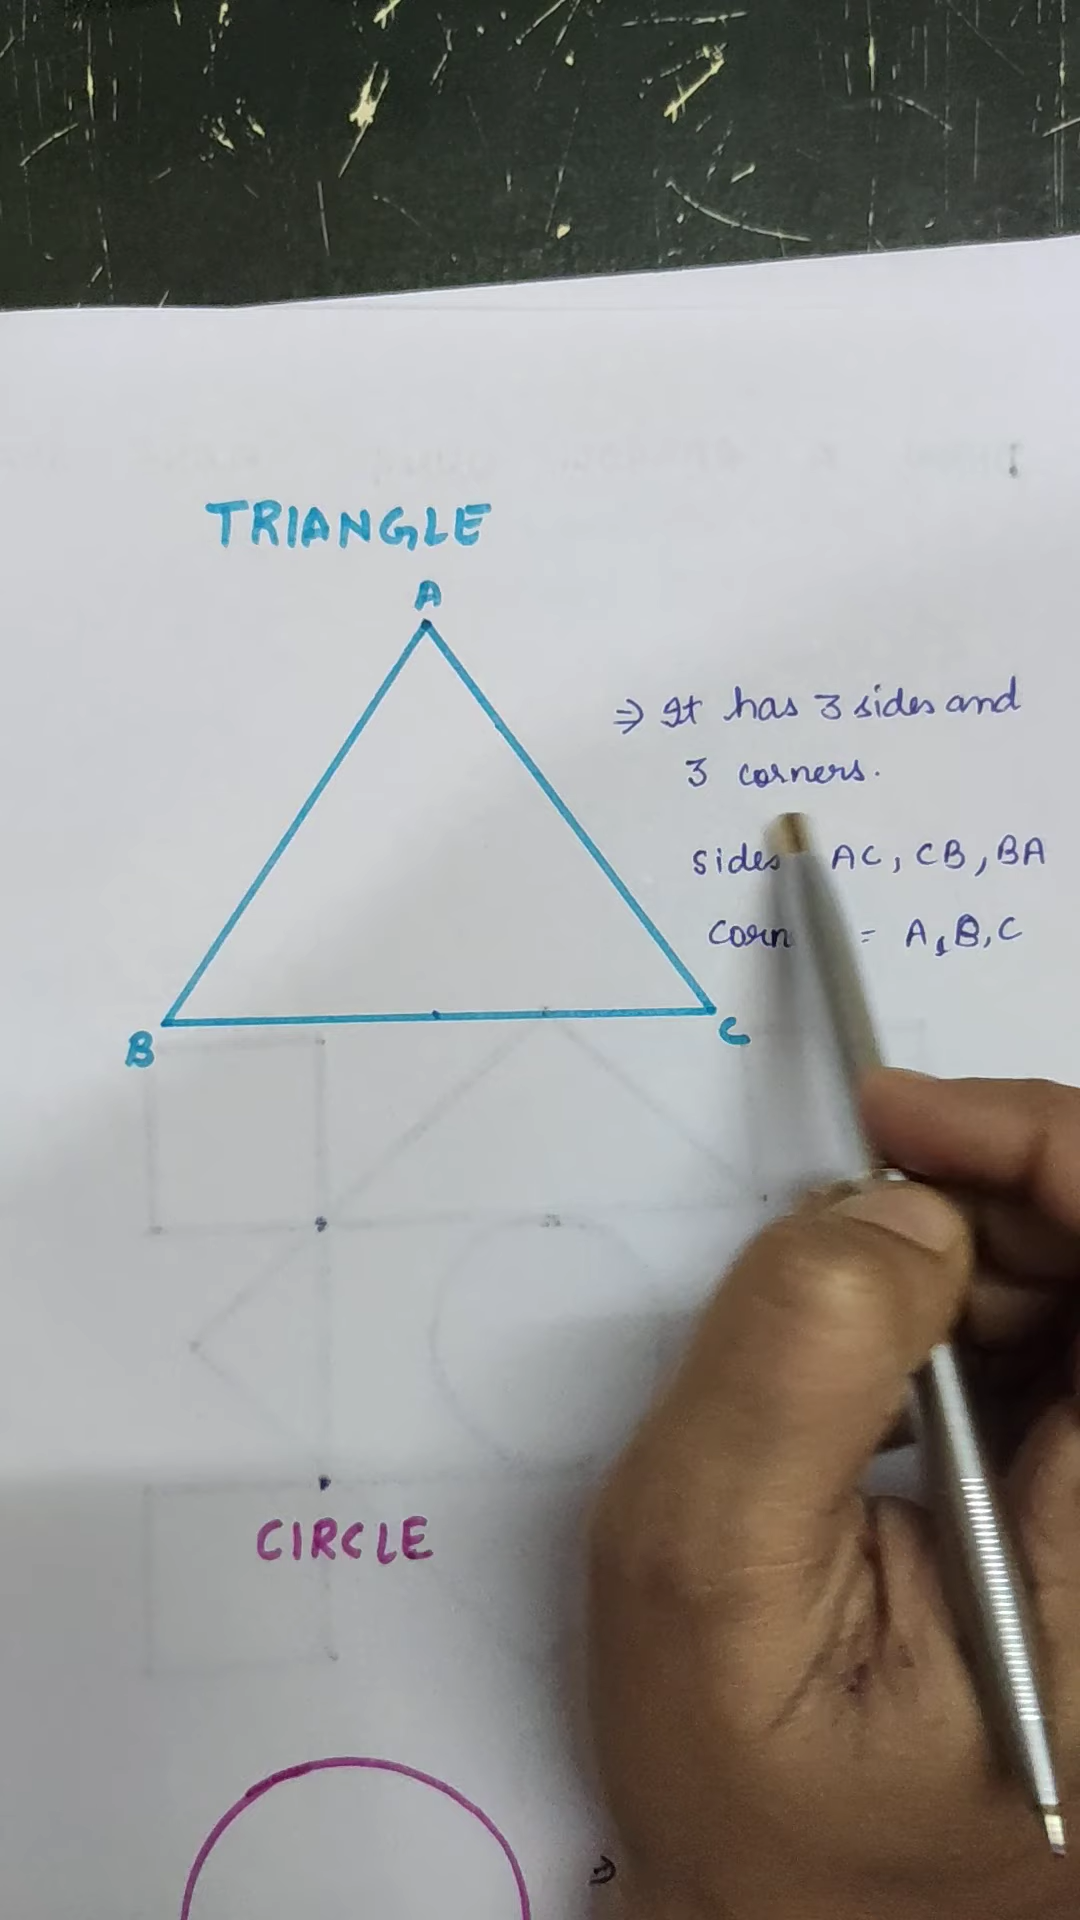 TRIANGLE
A
⇒ It has 3 sides and
3 corners.
sides AC, CB, BA
= A, B, C
B
C
CIRCLE
⇒